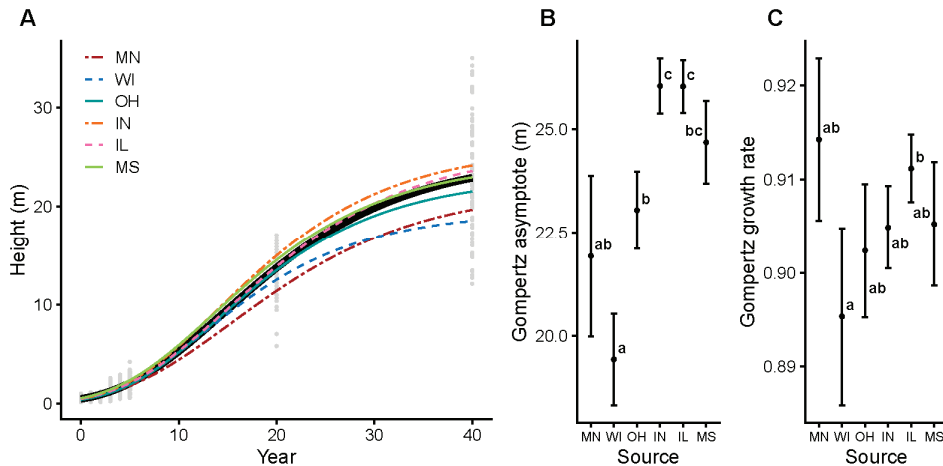 A
B
C
MN
WI
OH
IN
IL
MS
Height (m)
30
20
10
0
0 10 20 30 40
Year
Gompertz asymptote (m)
25.0
22.5
20.0
ab
a
b
c
c
bc
MN WI OH IN IL MS
Source
Gompertz growth rate
0.92
0.91
0.90
0.89
ab
a
ab
ab
b
ab
MN WI OH IN IL MS
Source